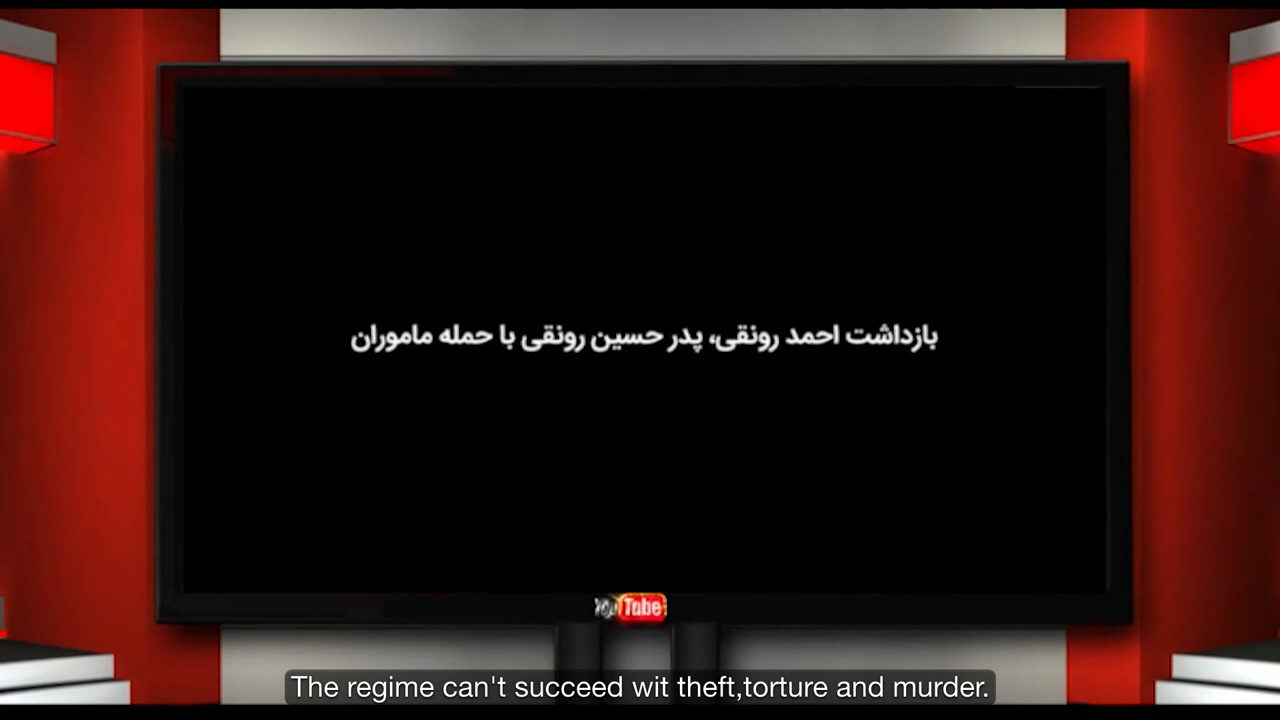 بازداشت احمد رونقی، پدر حسین رونقی با حمله ماموران
You Tube
The regime can't succeed wit theft,torture and murder.